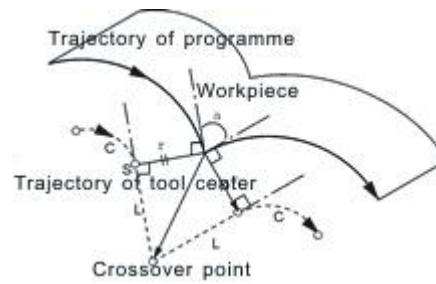 Trajectory of programme
Workpiece
a
r
C
S
Trajectory of tool center
L
C
L
Crossover point